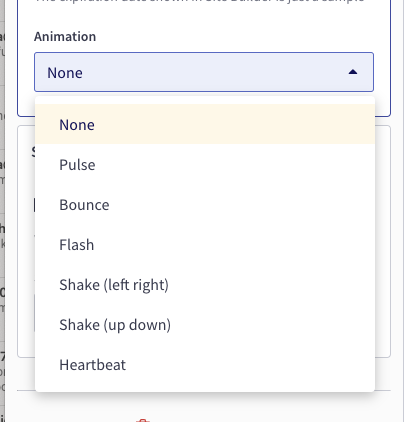 The expiration date shown in Site Builder is just a sample
Animation
None
None
Pulse
Bounce
Flash
Shake (left right)
Shake (up down)
Heartbeat